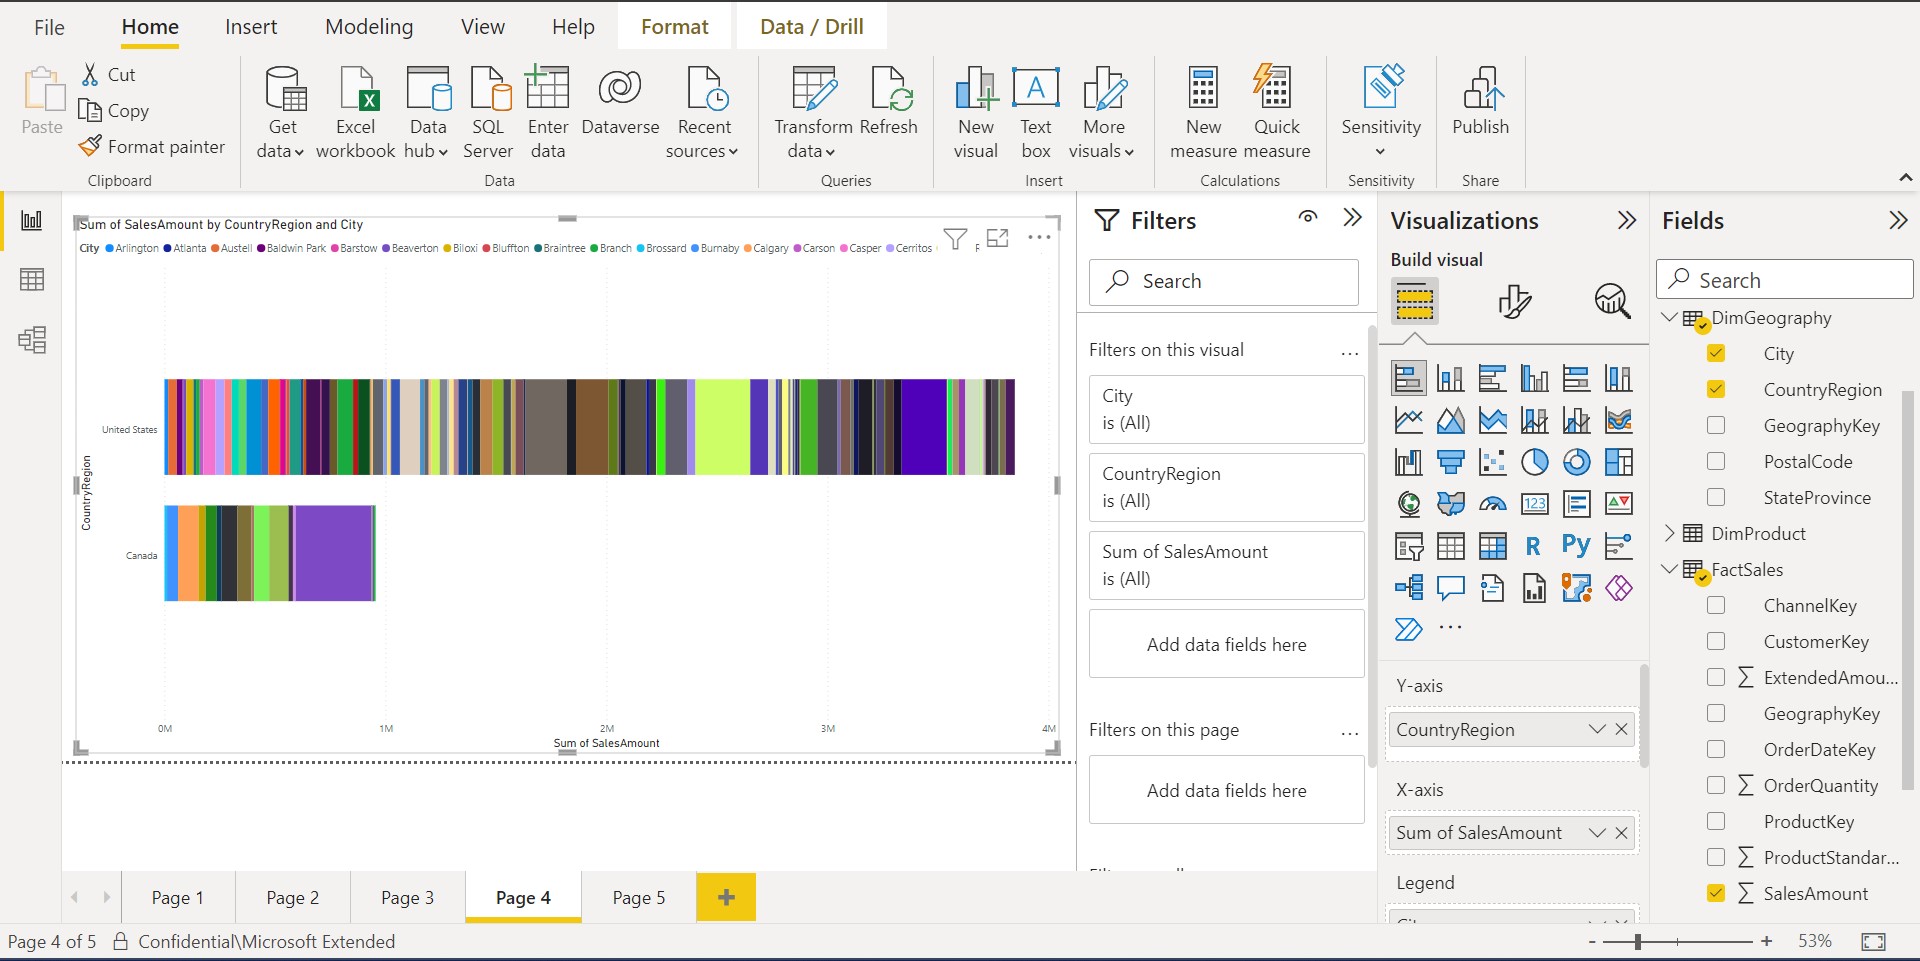 File Home Insert Modeling View Help Format Data / Drill
Paste
Cut
Copy
Format painter
Clipboard
Get data
Excel workbook
Data hub
SQL Server
Enter data
Dataverse
Recent sources
Data
Transform data
Refresh
Queries
New visual
Text box
More visuals
Insert
New measure
Quick measure
Calculations
Sensitivity
Sensitivity
Publish
Share
Sum of SalesAmount by CountryRegion and City
City Arlington Atlanta Austell Baldwin Park Barstow Beaverton Biloxi Bluffton Braintree Branch Brossard Burnaby Calgary Carson Casper Cerritos
CountryRegion
United States
Canada
0M 1M 2M 3M 4M
Sum of SalesAmount
Filters
Search
Filters on this visual ...
City
is (All)
CountryRegion
is (All)
Sum of SalesAmount
is (All)
Add data fields here
Filters on this page ...
Add data fields here
Visualizations
Build visual
123
R Py
...
Y-axis
CountryRegion
X-axis
Sum of SalesAmount
Legend
Fields
Search
DimGeography
City
CountryRegion
GeographyKey
PostalCode
StateProvince
DimProduct
FactSales
ChannelKey
CustomerKey
ExtendedAmou...
GeographyKey
OrderDateKey
OrderQuantity
ProductKey
ProductStandar...
SalesAmount
Page 1 Page 2 Page 3 Page 4 Page 5 +
Page 4 of 5 Confidential\Microsoft Extended
- + 53%